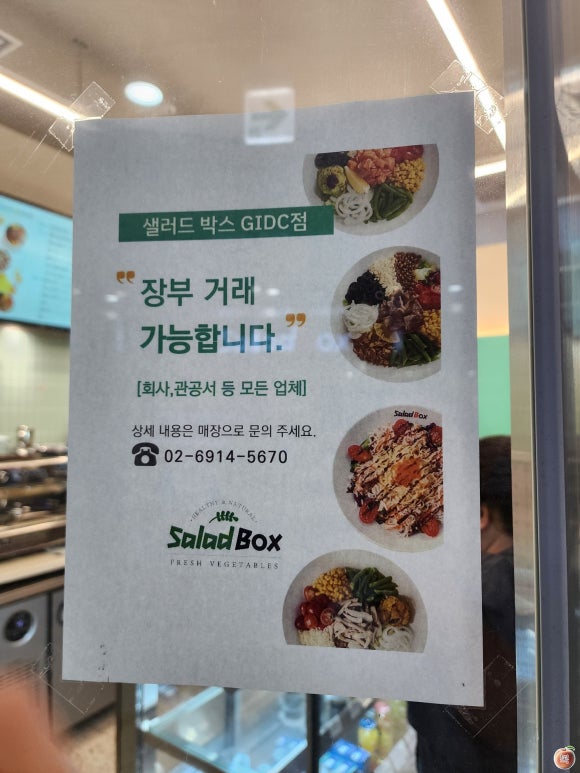 샐러드 박스 GIDC점
"장부 거래
가능합니다."
[회사,관공서 등 모든 업체]
상세 내용은 매장으로 문의 주세요.
☎ 02-6914-5670
HEALTHY & NATURAL
Salad Box
FRESH VEGETABLES
Salad Box